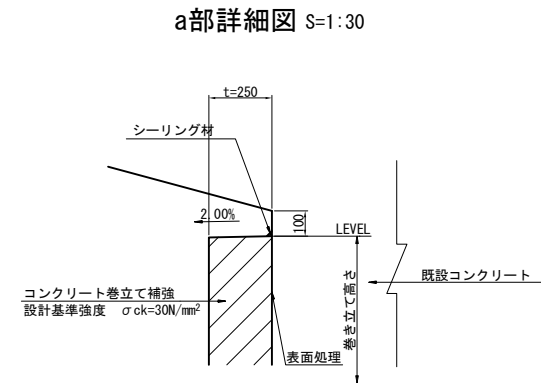 a部詳細図 S=1:30
t=250
シーリング材
2.00%
100
LEVEL
巻き立て高さ
既設コンクリート
コンクリート巻立て補強
設計基準強度 σck=30N/mm²
表面処理